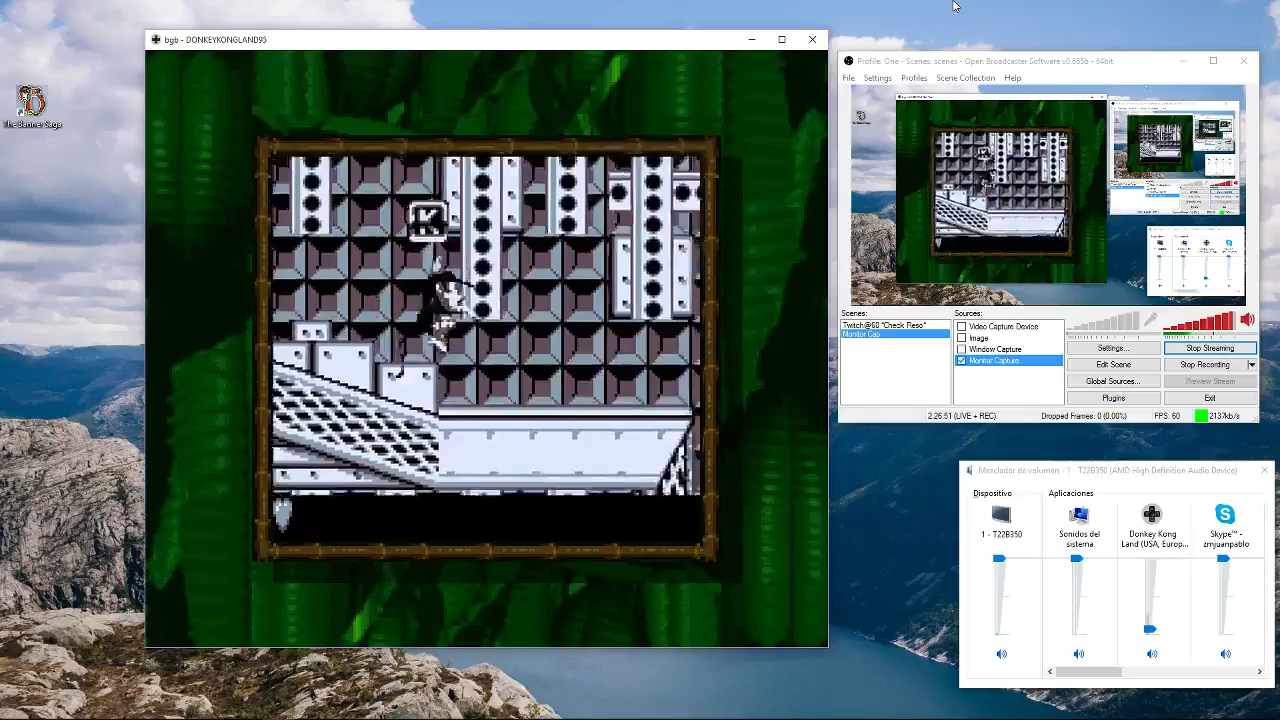 bgb - DONKEYKONGLAND95
The Banner Saga
K
Profile: One - Scenes: scenes - Open Broadcaster Software v0.655b - 64bit
File Settings Profiles Scene Collection Help
Scenes:
Sources:
Twitch@60 "Check Reso"
Monitor Cap
Video Capture Device
Image
Window Capture
Monitor Capture
Settings...
Stop Streaming
Edit Scene
Stop Recording
Global Sources...
Preview Stream
Plugins
Exit
2:26:51 (LIVE + REC)
Dropped Frames: 0 (0.00%)
FPS: 60
2137kb/s
Mezclador de volumen - 1 - T22B350 (AMD High Definition Audio Device)
Dispositivo
Aplicaciones
1 - T22B350
Sonidos del
sistema
Donkey Kong
Land (USA, Europ...
Skype™ -
zmjuanpablo